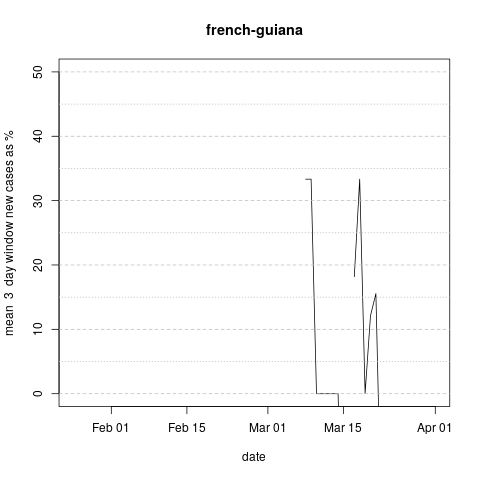 french-guiana
mean 3 day window new cases as %
50
40
30
20
10
0
Feb 01
Feb 15
Mar 01
Mar 15
Apr 01
date